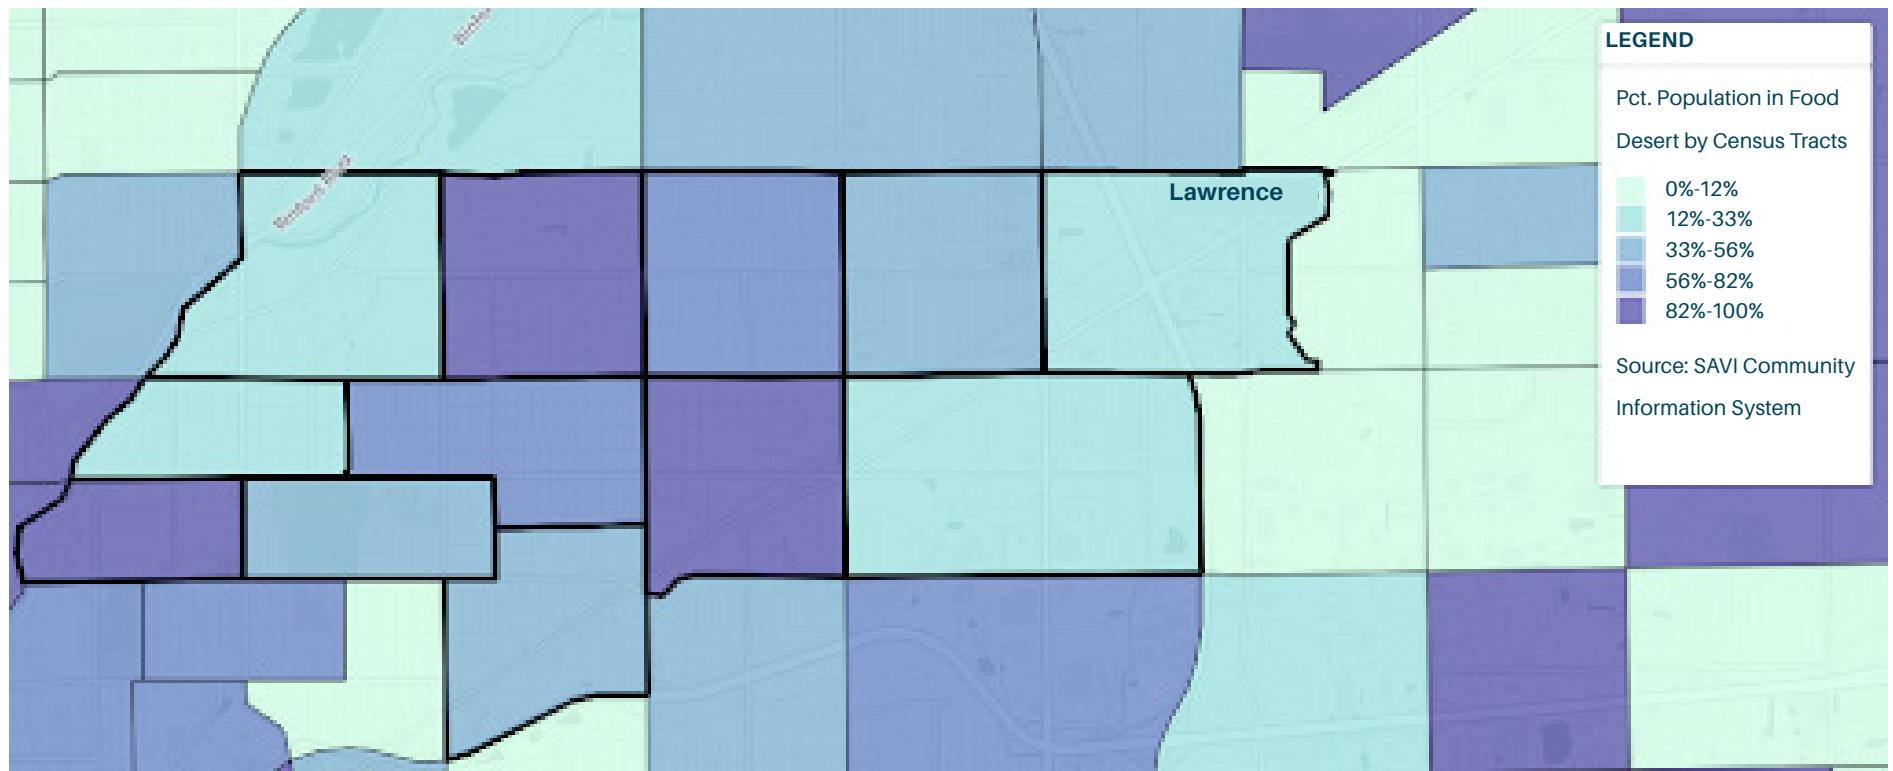 LEGEND
Pct. Population in Food
Desert by Census Tracts
0%-12%
12%-33%
33%-56%
56%-82%
82%-100%
Source: SAVI Community
Information System
Lawrence